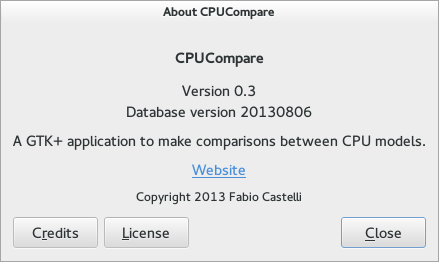 About CPUCompare
CPUCompare
Version 0.3
Database version 20130806
A GTK+ application to make comparisons between CPU models.
Website
Copyright 2013 Fabio Castelli
Credits
License
Close